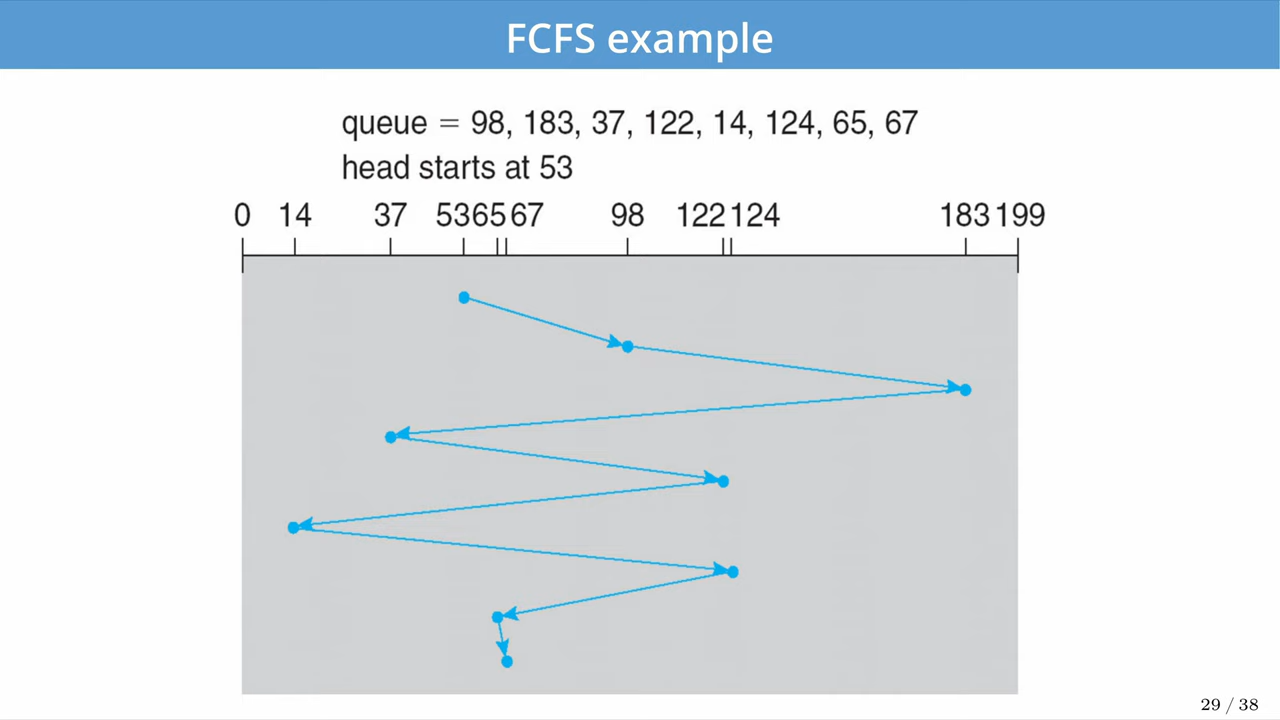 FCFS example
queue = 98, 183, 37, 122, 14, 124, 65, 67
head starts at 53
0 14 37 53 65 67 98 122 124 183 199
29 / 38